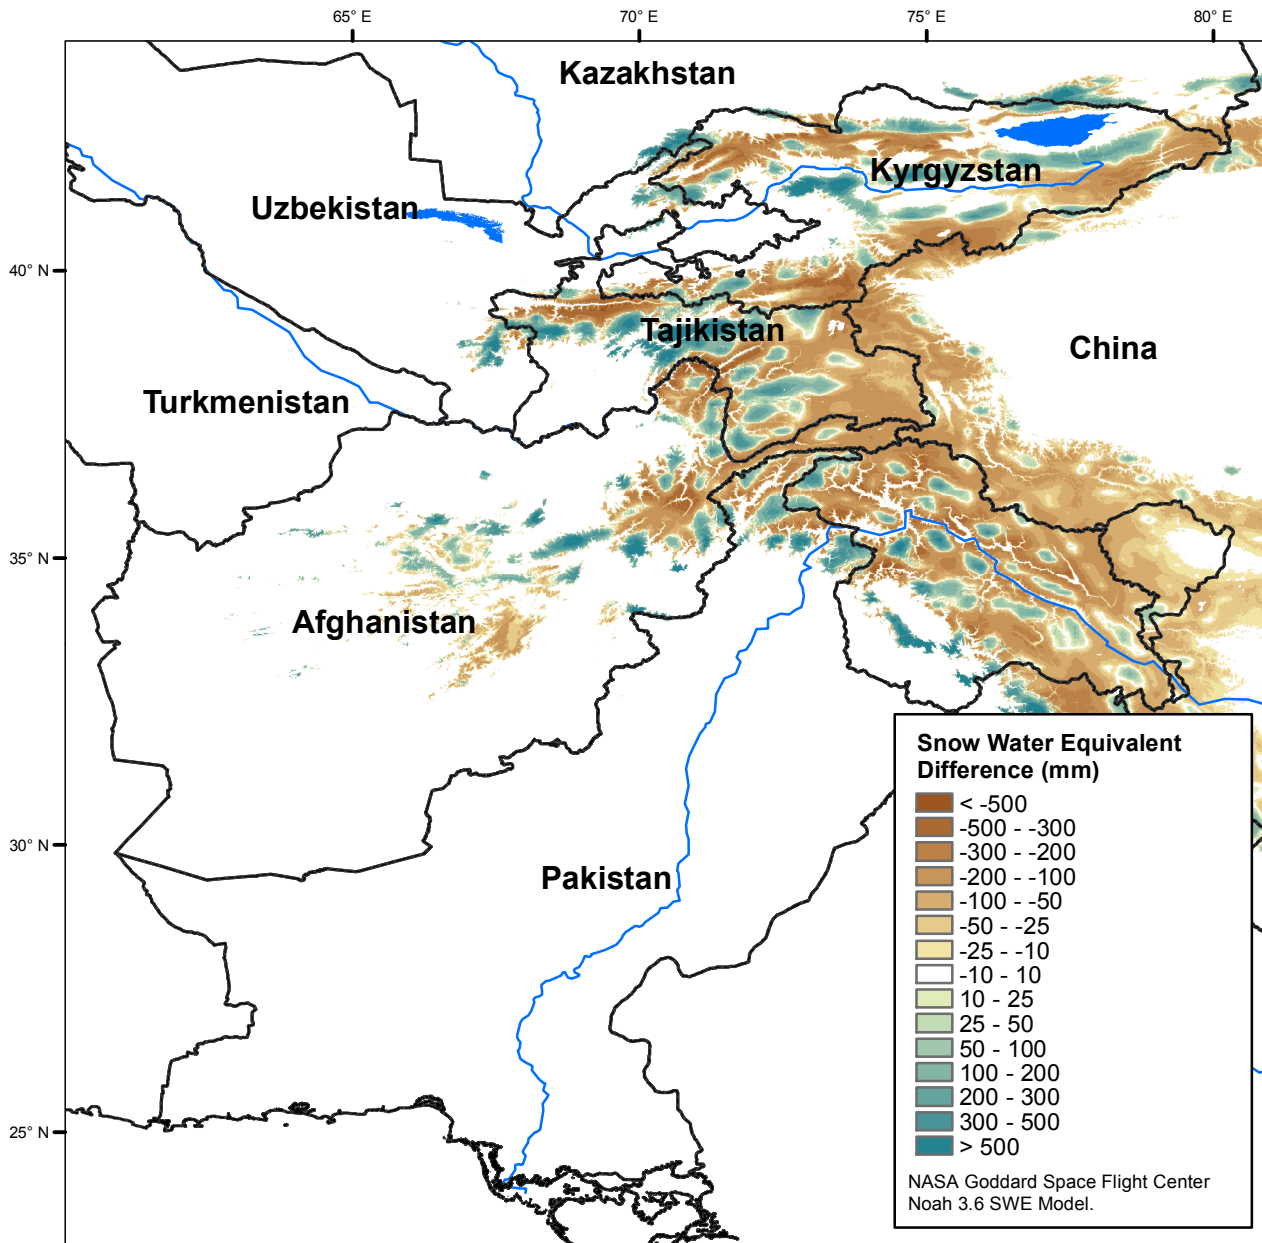 65° E
70° E
75° E
80° E
Kazakhstan
Kyrgyzstan
Uzbekistan
40° N
Tajikistan
China
Turkmenistan
35° N
Afghanistan
30° N
Pakistan
25° N
Snow Water Equivalent
Difference (mm)
< -500
-500 - -300
-300 - -200
-200 - -100
-100 - -50
-50 - -25
-25 - -10
-10 - 10
10 - 25
25 - 50
50 - 100
100 - 200
200 - 300
300 - 500
> 500
NASA Goddard Space Flight Center
Noah 3.6 SWE Model.